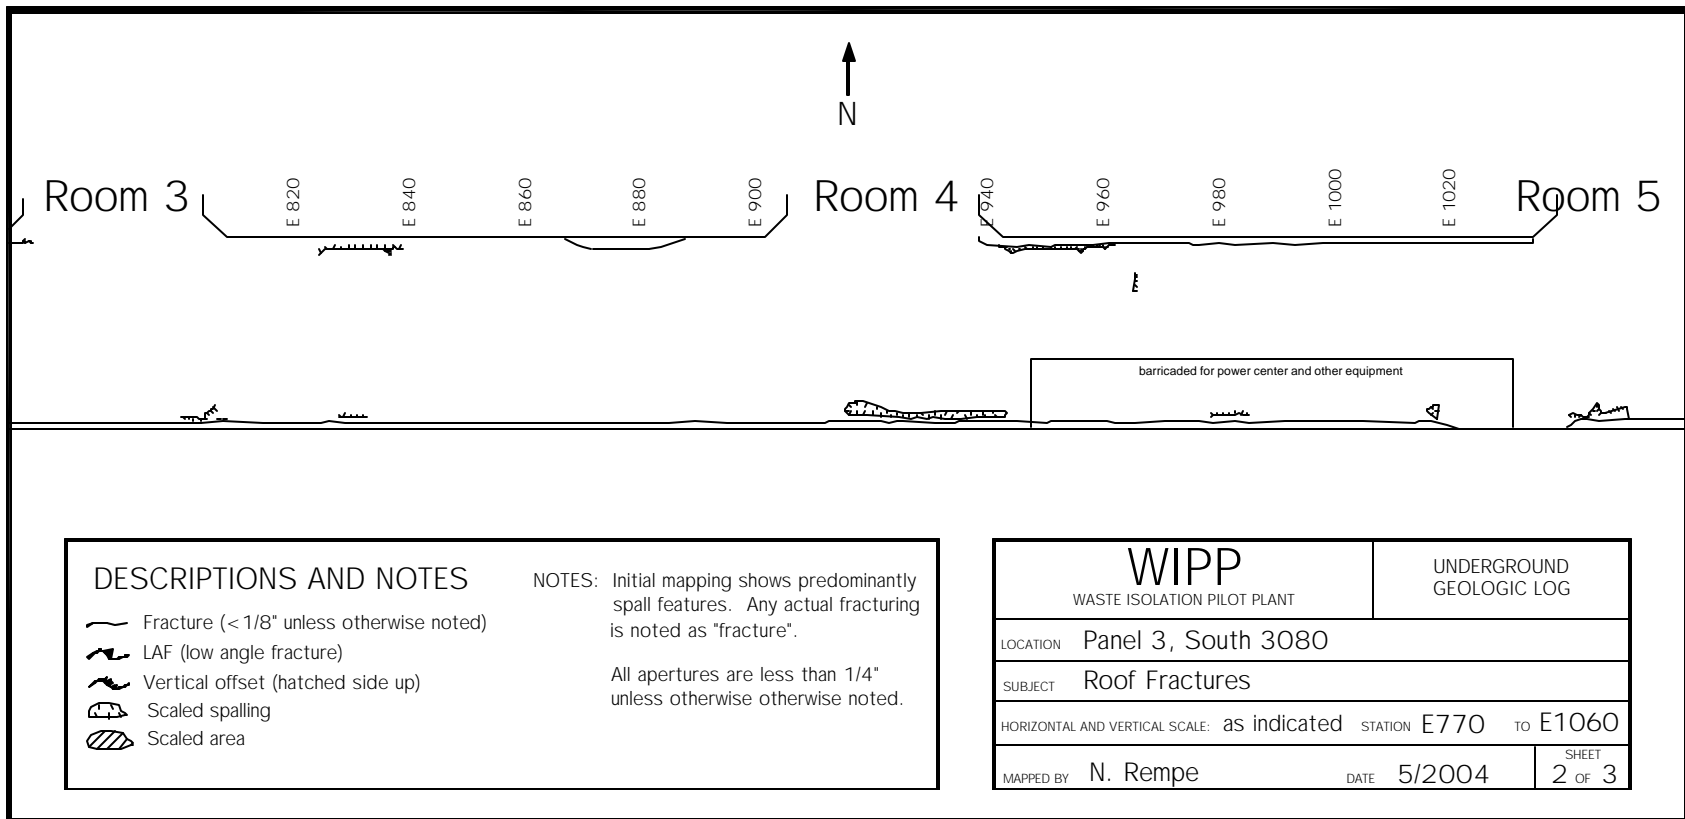 N
Room 3
E 820
E 840
E 860
E 880
E 900
Room 4
E 940
E 960
E 980
E 1000
E 1020
Room 5
barricaded for power center and other equipment
DESCRIPTIONS AND NOTES
Fracture (<1/8" unless otherwise noted)
LAF (low angle fracture)
Vertical offset (hatched side up)
Scaled spalling
Scaled area
NOTES: Initial mapping shows predominantly
spall features. Any actual fracturing
is noted as "fracture".
All apertures are less than 1/4"
unless otherwise otherwise noted.
WIPP
WASTE ISOLATION PILOT PLANT
UNDERGROUND
GEOLOGIC LOG
LOCATION Panel 3, South 3080
SUBJECT Roof Fractures
HORIZONTAL AND VERTICAL SCALE: as indicated STATION E770 TO E1060
MAPPED BY N. Rempe DATE 5/2004
SHEET
2 OF 3